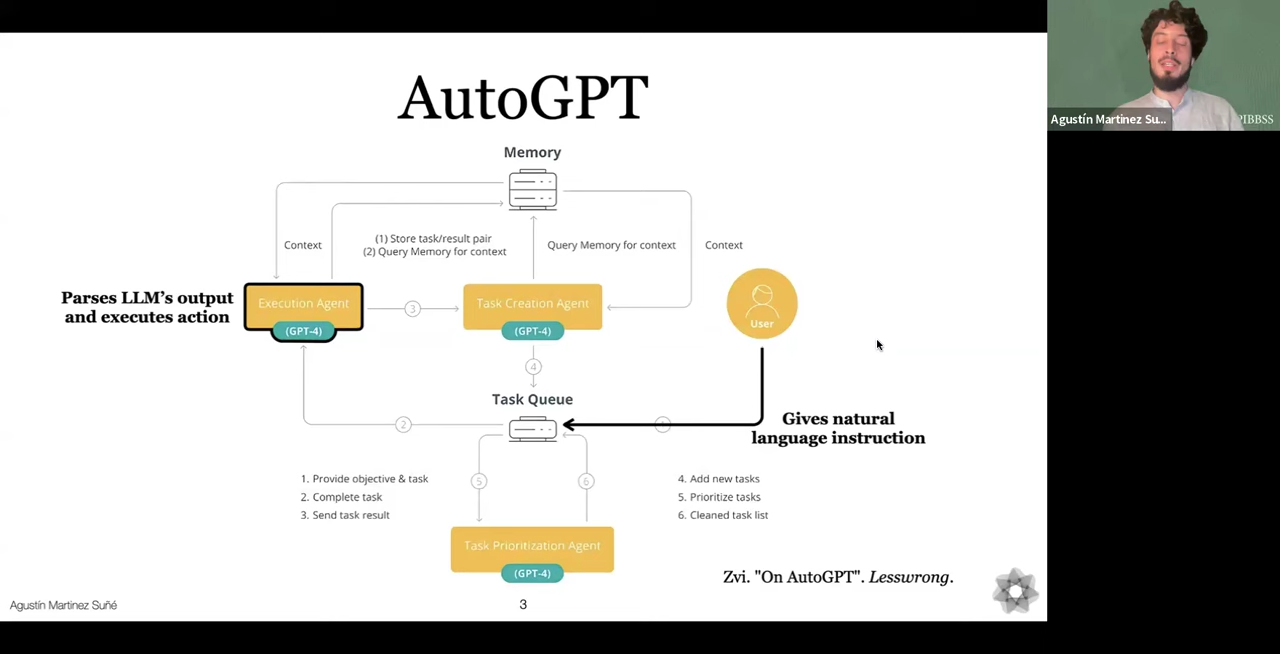 AutoGPT
Memory
Context
(1) Store task/result pair
(2) Query Memory for context
Query Memory for context
Context
Parses LLM's output
and executes action
Execution Agent
(GPT-4)
3
Task Creation Agent
(GPT-4)
User
4
Task Queue
2
Gives natural
language instruction
1. Provide objective & task
2. Complete task
3. Send task result
5
6
4. Add new tasks
5. Prioritize tasks
6. Cleaned task list
Task Prioritization Agent
(GPT-4)
Zvi. "On AutoGPT". Lesswrong.
Agustín Martinez Suñé
3
Agustín Martinez Su...
PIBBSS